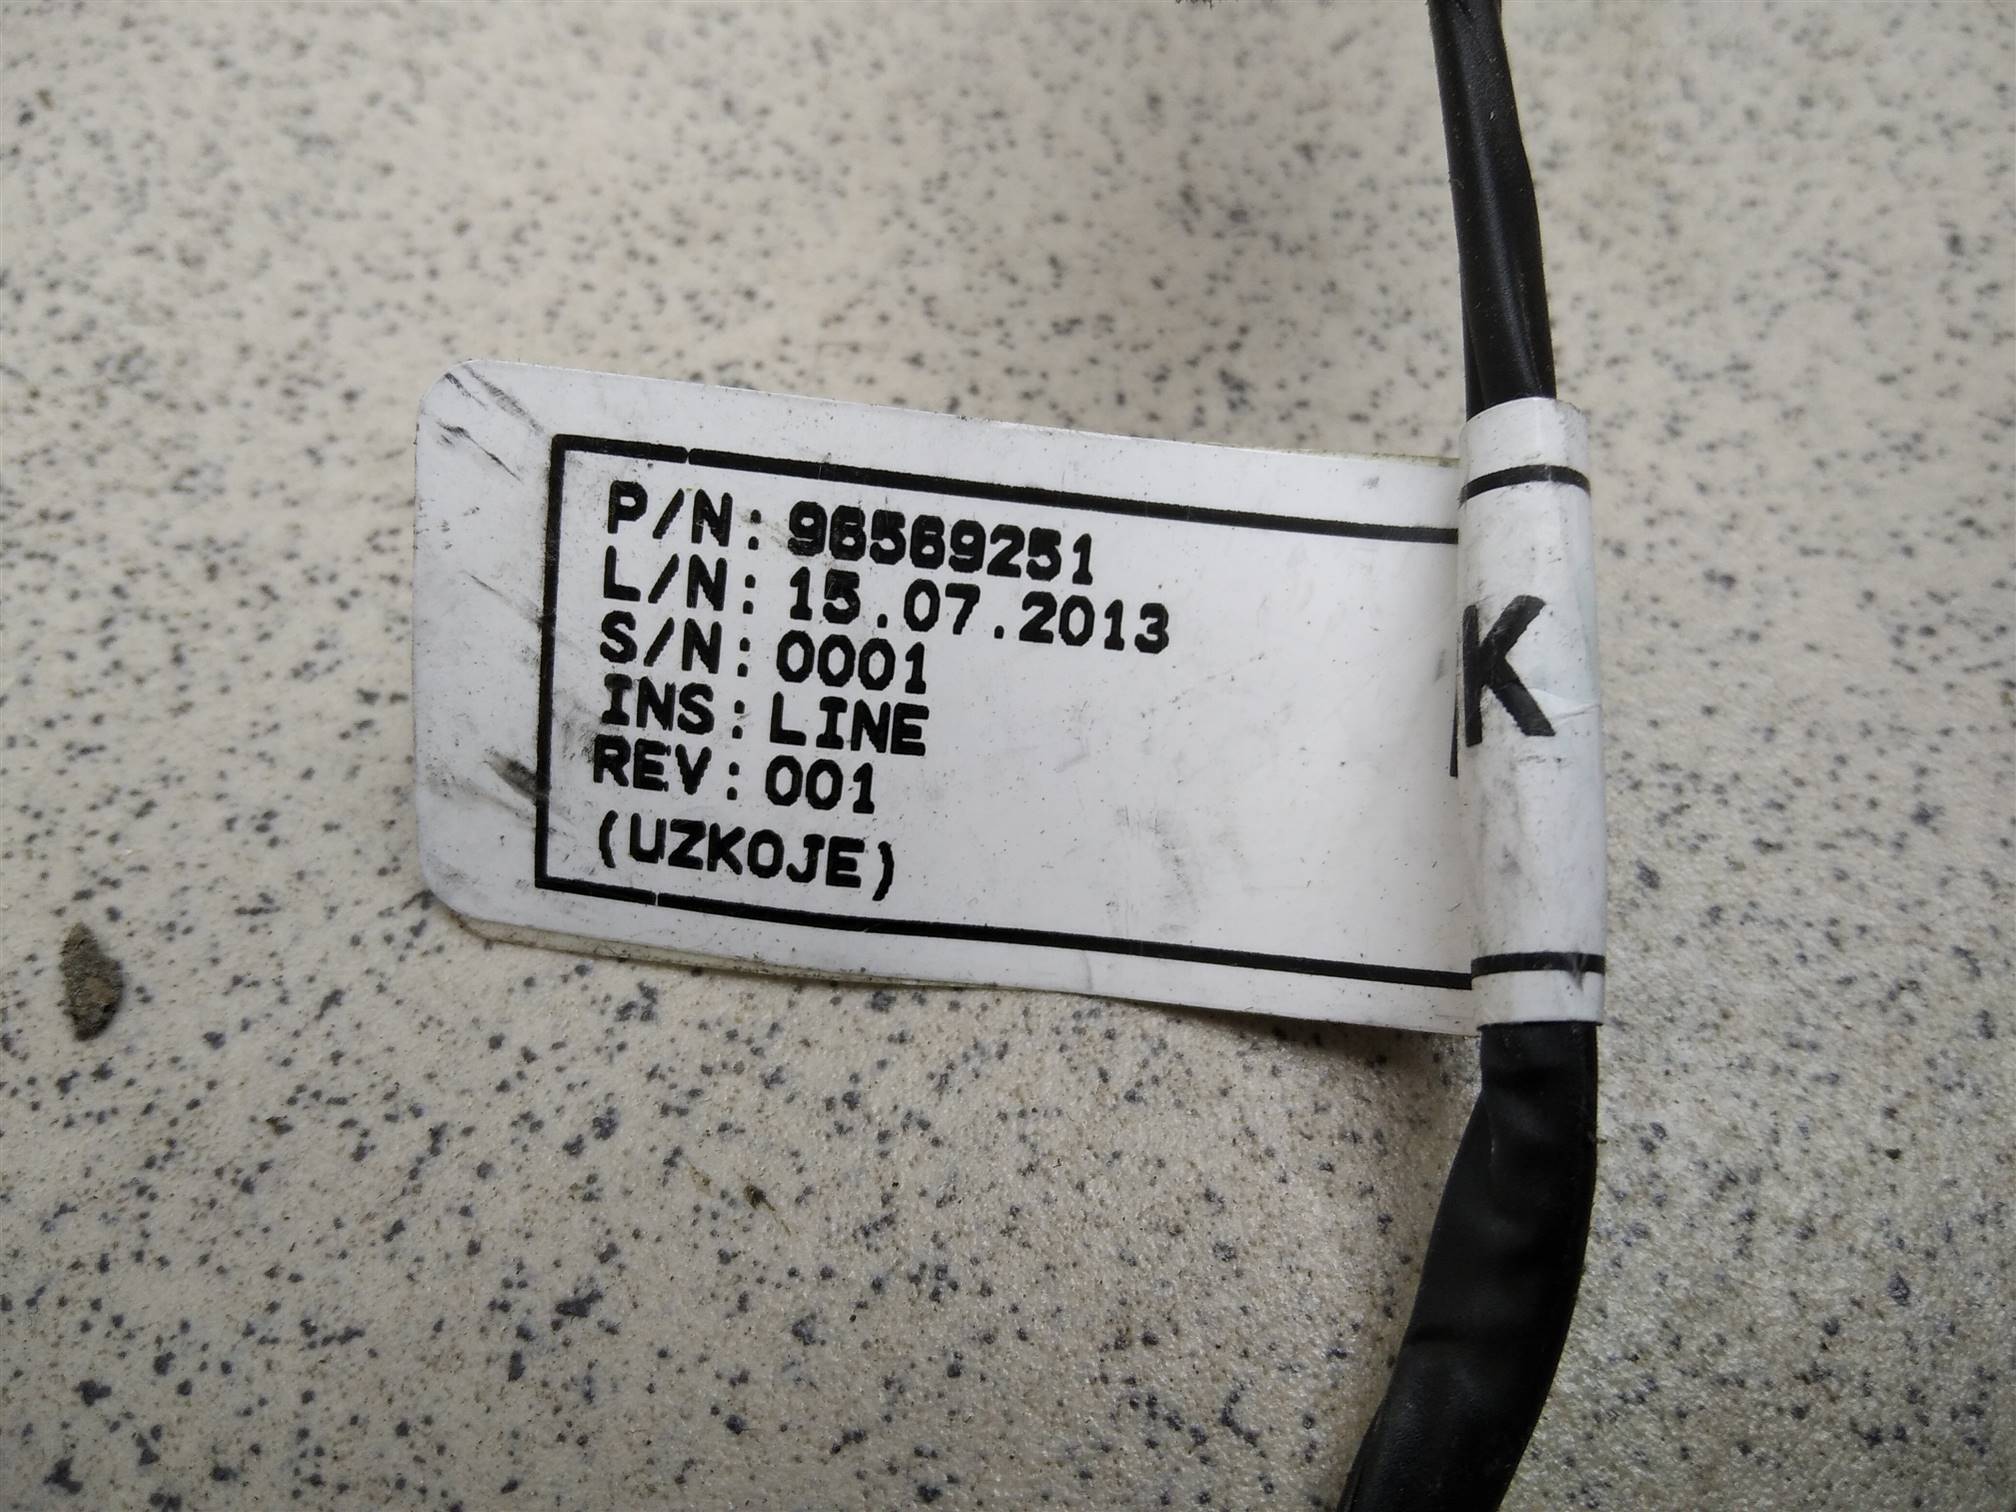 P/N: 96569251
L/N: 15.07.2013
S/N: 0001
INS: LINE
REV: 001
(UZKOJE)
K